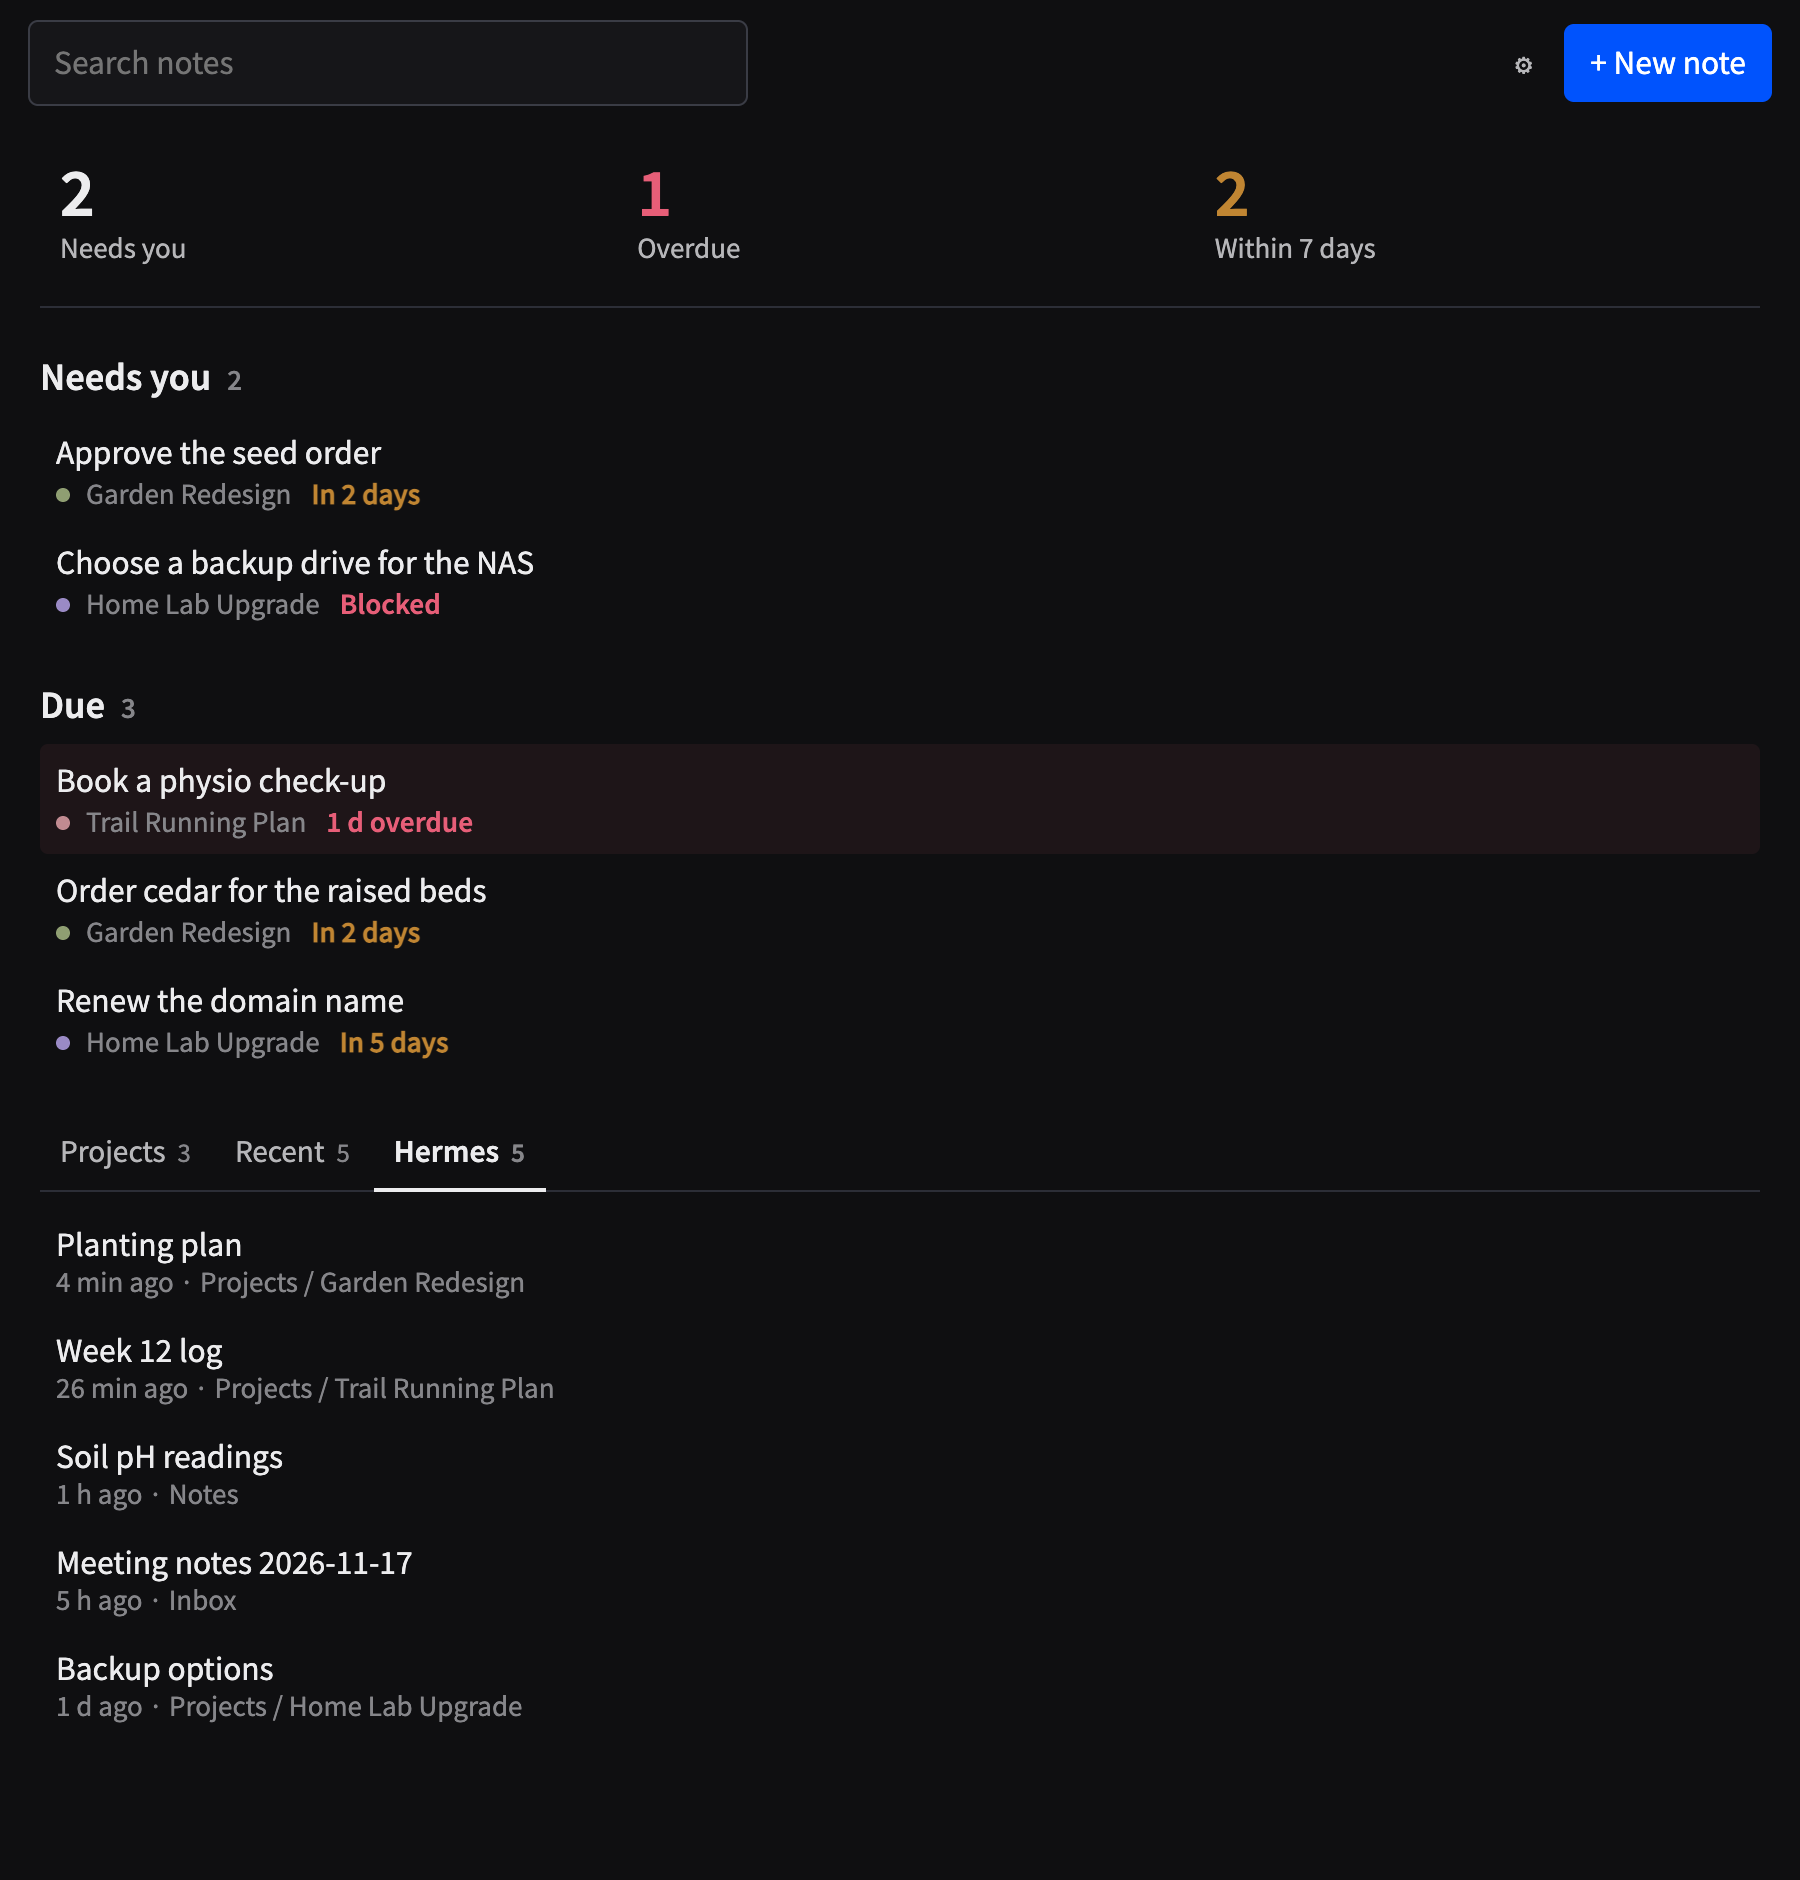 Search notes
⚙
+ New note
2
Needs you
1
Overdue
2
Within 7 days
Needs you 2
Approve the seed order
Garden Redesign In 2 days
Choose a backup drive for the NAS
Home Lab Upgrade Blocked
Due 3
Book a physio check-up
Trail Running Plan 1 d overdue
Order cedar for the raised beds
Garden Redesign In 2 days
Renew the domain name
Home Lab Upgrade In 5 days
Projects 3 Recent 5 Hermes 5
Planting plan
4 min ago · Projects / Garden Redesign
Week 12 log
26 min ago · Projects / Trail Running Plan
Soil pH readings
1 h ago · Notes
Meeting notes 2026-11-17
5 h ago · Inbox
Backup options
1 d ago · Projects / Home Lab Upgrade